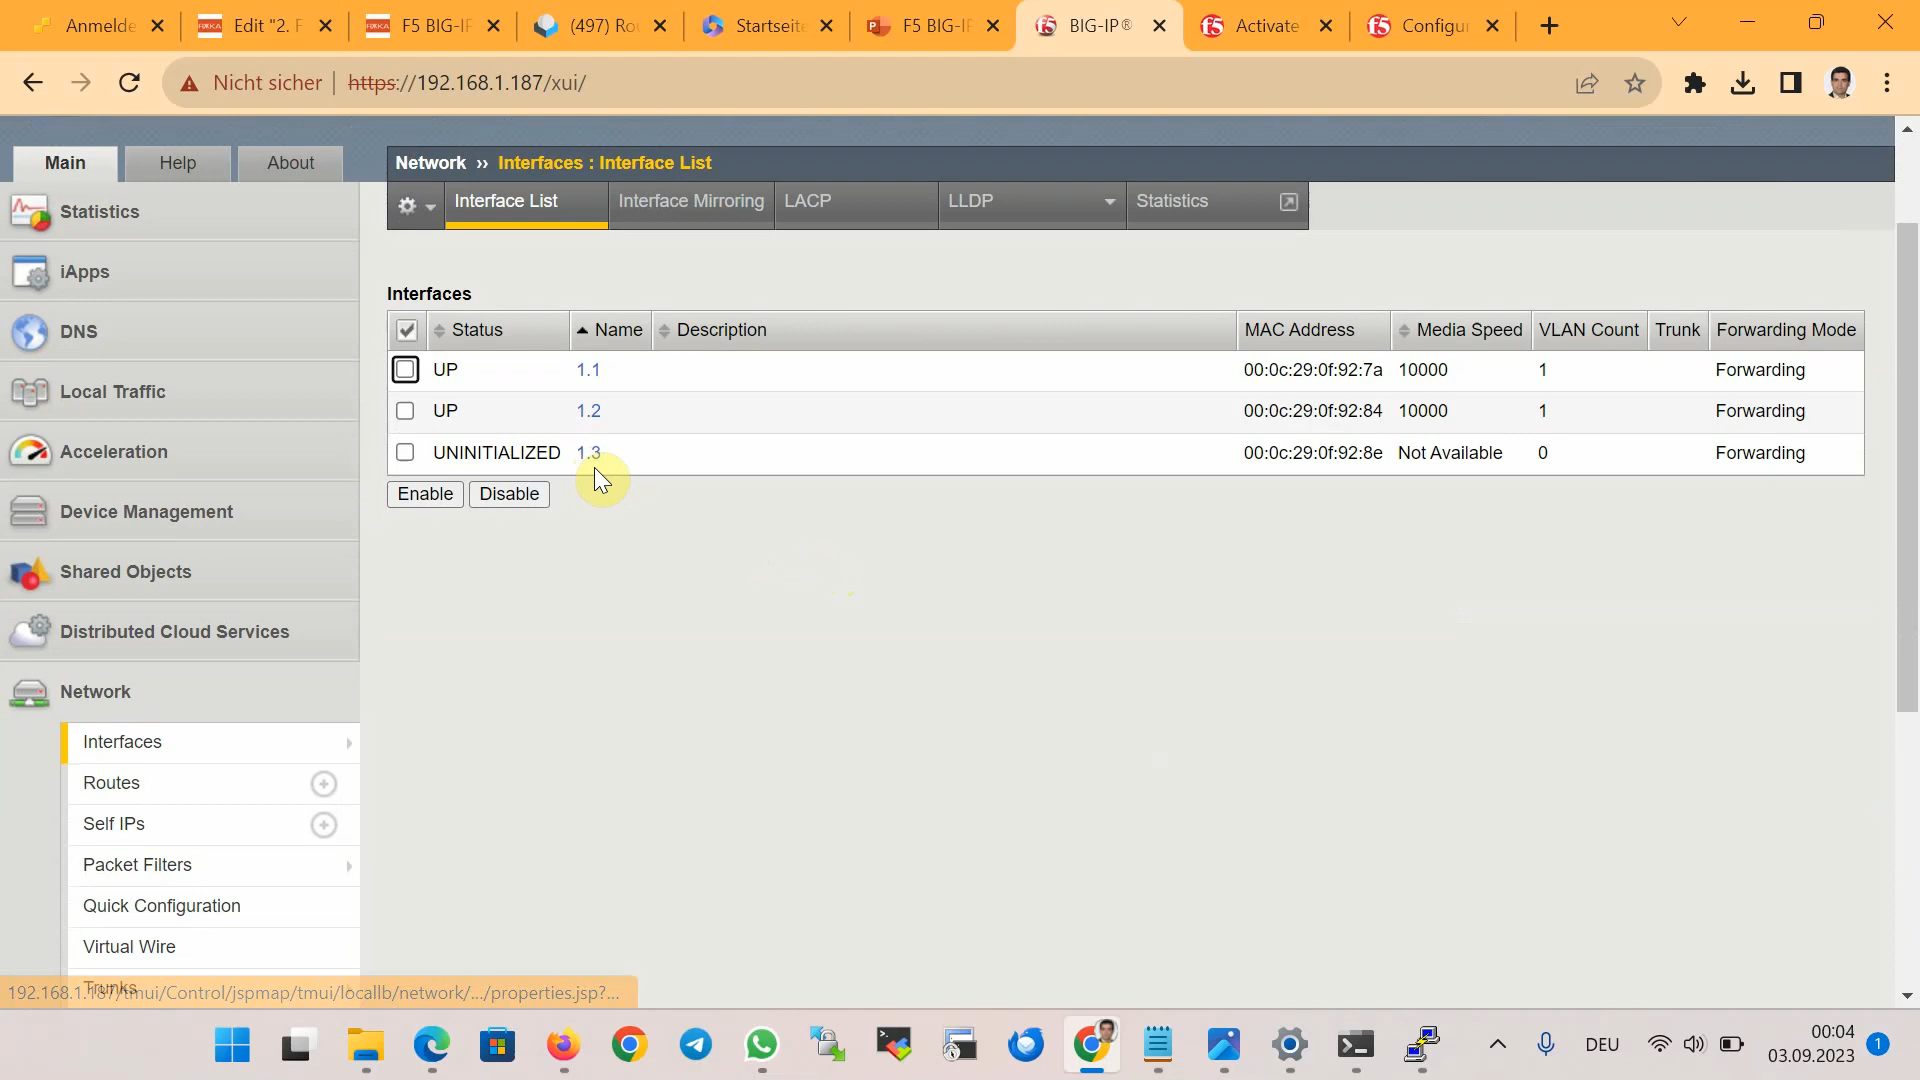 Anmelde
Edit "2. F
F5 BIG-IP
(497) Ro
Startseite
F5 BIG-IP
BIG-IP®
Activate
Configur
Nicht sicher
https://192.168.1.187/xui/
Main
Help
About
Network ›› Interfaces : Interface List
Interface List
Interface Mirroring
LACP
LLDP
Statistics
Statistics
iApps
DNS
Local Traffic
Acceleration
Device Management
Shared Objects
Distributed Cloud Services
Network
Interfaces
Routes
Self IPs
Packet Filters
Quick Configuration
Virtual Wire
Trunks
Interfaces
Status Name Description MAC Address Media Speed VLAN Count Trunk Forwarding Mode
UP 1.1 00:0c:29:0f:92:7a 10000 1 Forwarding
UP 1.2 00:0c:29:0f:92:84 10000 1 Forwarding
UNINITIALIZED 1.3 00:0c:29:0f:92:8e Not Available 0 Forwarding
Enable
Disable
192.168.1.187/tmui/Control/jspmap/tmui/locallb/network/.../properties.jsp?...
DEU
00:04
03.09.2023
1